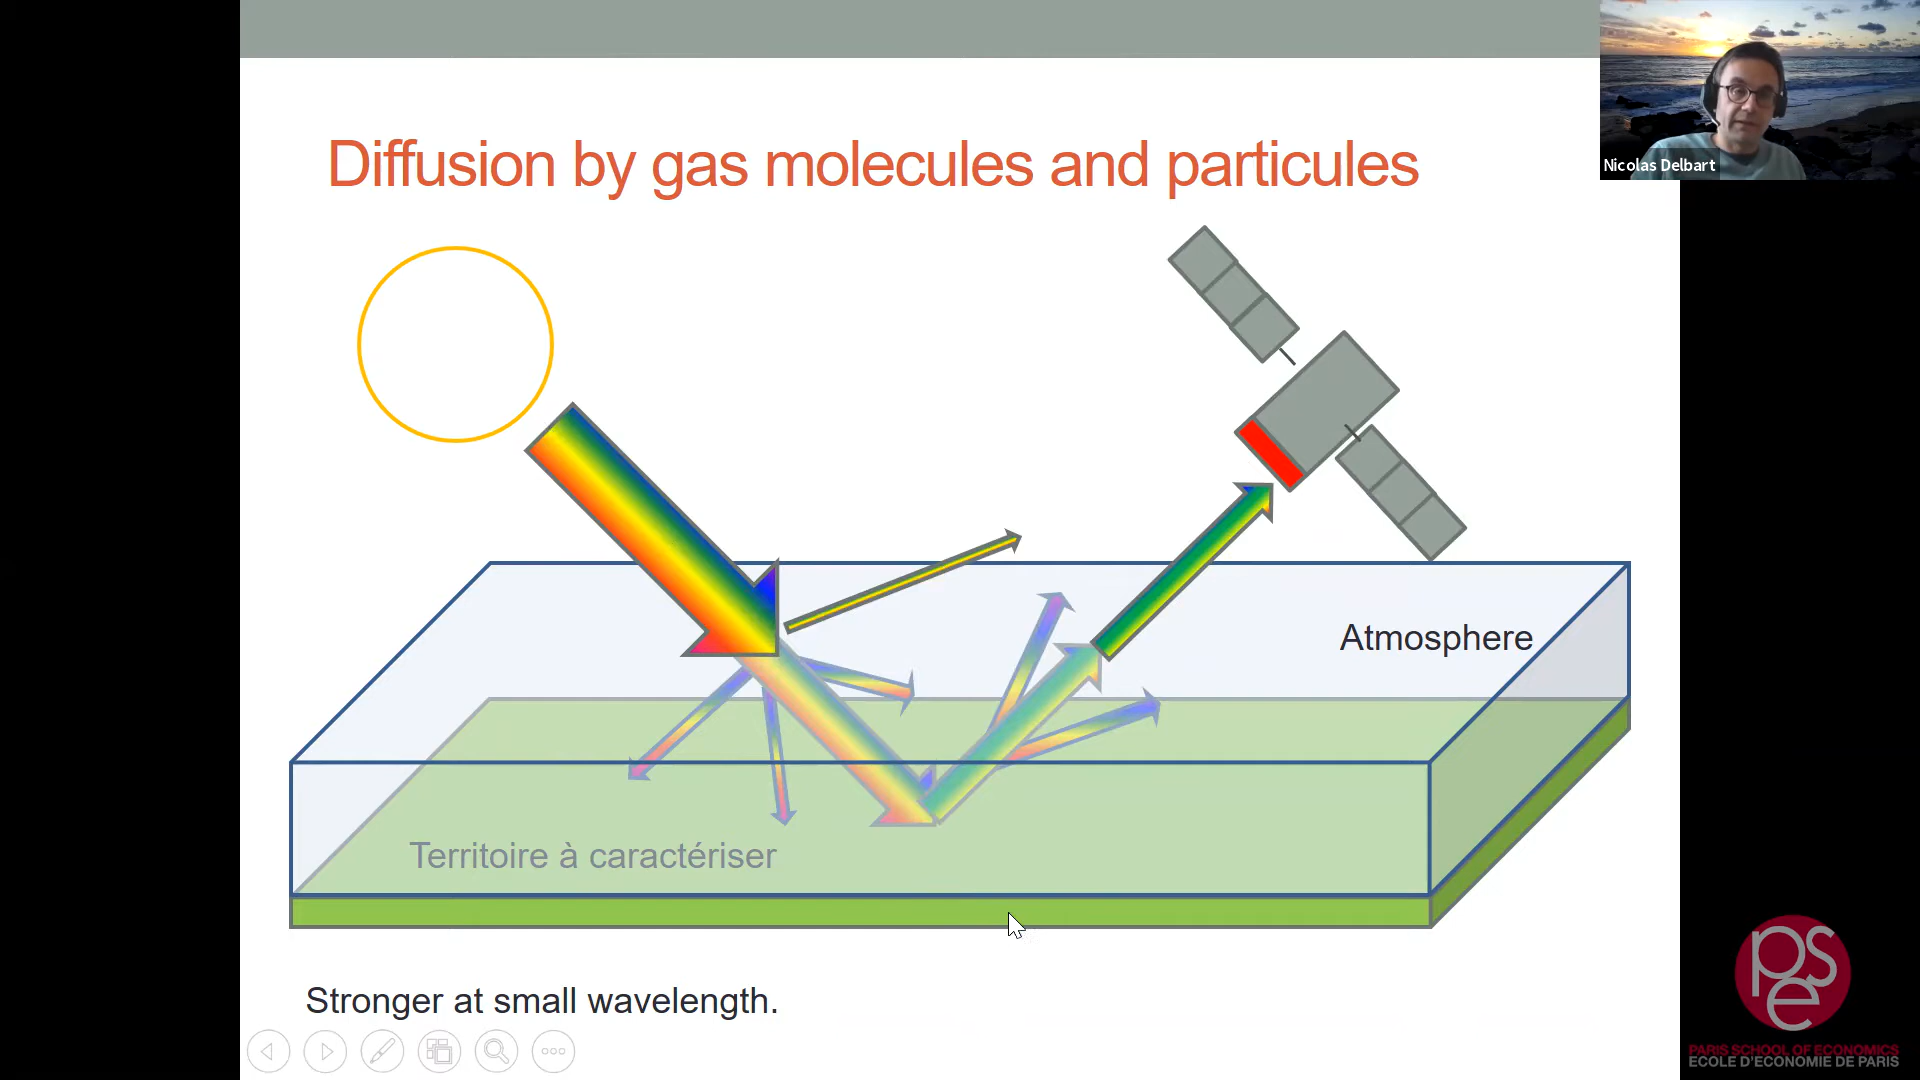 Diffusion by gas molecules and particules
Nicolas Delbart
Atmosphere
Territoire à caractériser
Stronger at small wavelength.
pse
PARIS SCHOOL OF ECONOMICS
ECOLE D'ECONOMIE DE PARIS